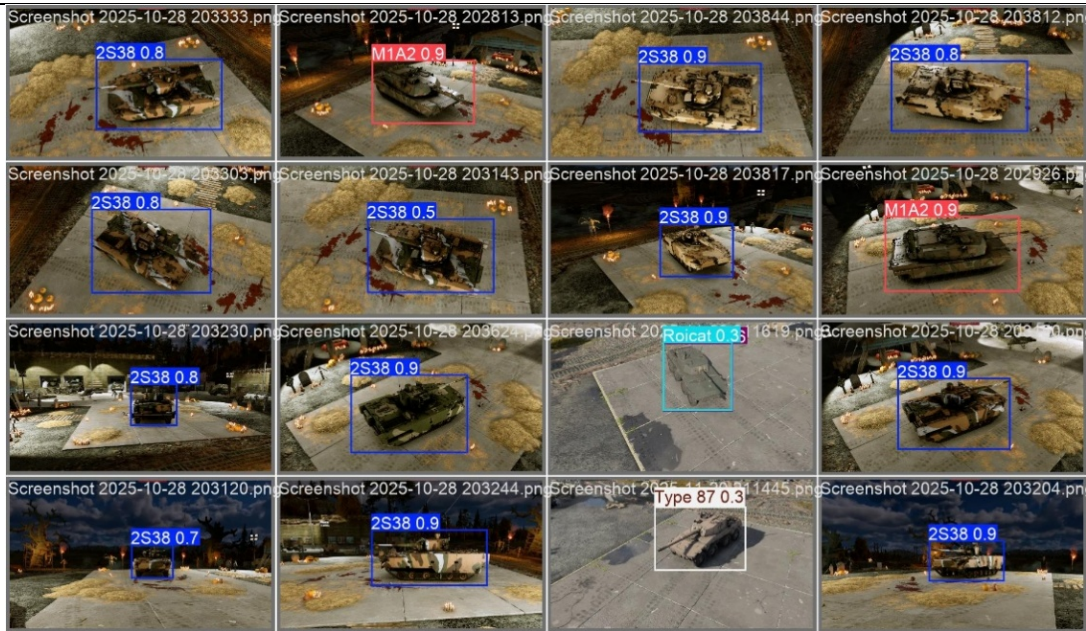 Screenshot 2025-10-28 203333.png
2S38 0.8
Screenshot 2025-10-28 202813.png
M1A2 0.9
Screenshot 2025-10-28 203844.png
2S38 0.9
Screenshot 2025-10-28 203812.png
2S38 0.8
Screenshot 2025-10-28 203303.png
2S38 0.8
Screenshot 2025-10-28 203143.png
2S38 0.5
Screenshot 2025-10-28 203817.png
2S38 0.9
Screenshot 2025-10-28 202926.p
M1A2 0.9
Screenshot 2025-10-28 203230.png
2S38 0.8
Screenshot 2025-10-28 203624.png
2S38 0.9
Screenshot
Roicat 0.3
Screenshot 2025-10-28
2S38 0.9
Screenshot 2025-10-28 203120.png
2S38 0.7
Screenshot 2025-10-28 203244.png
2S38 0.9
Screenshot
Type 87 0.3
Screenshot 2025-10-28 203204.png
2S38 0.9